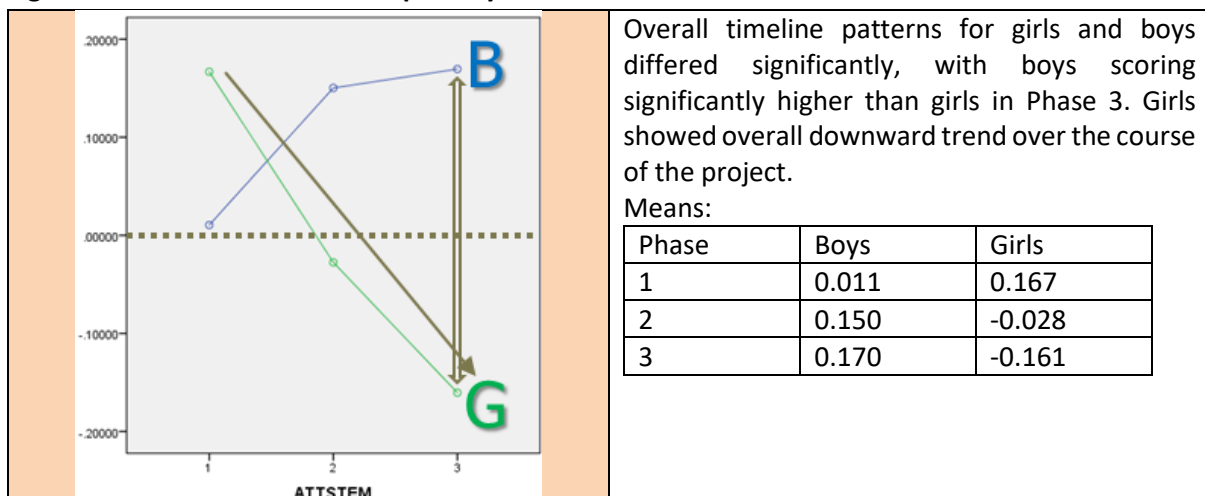 .20000
.10000
.00000
-.10000
-.20000
1
2
3
ATTSTEM
B
G
Overall timeline patterns for girls and boys
differed significantly, with boys scoring
significantly higher than girls in Phase 3. Girls
showed overall downward trend over the course
of the project.
Means:
Phase Boys Girls
1 0.011 0.167
2 0.150 -0.028
3 0.170 -0.161